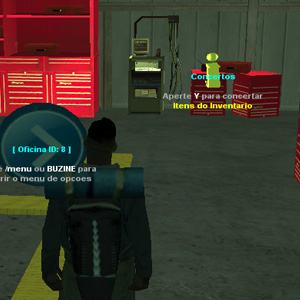 Concertos
Aperte Y para concertar
Itens do Inventario
[ Oficina ID: 8 ]
/menu ou BUZINE para
rir o menu de opcoes